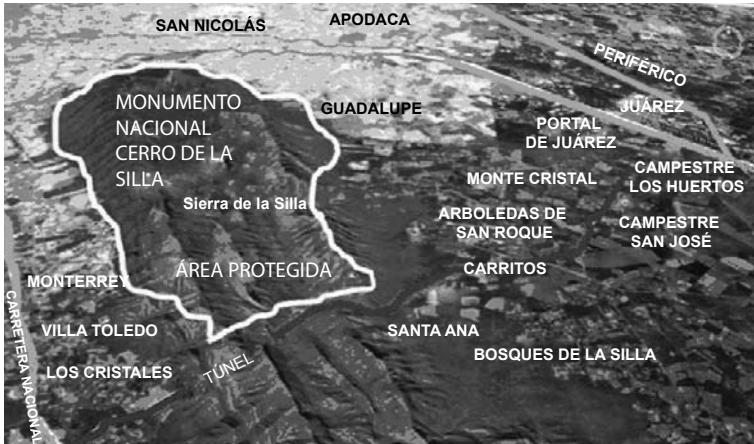 SAN NICOLÁS
APODACA
PERIFÉRICO
MONUMENTO
NACIONAL
CERRO DE LA
SILLA
GUADALUPE
JUÁREZ
PORTAL
DE JUÁREZ
CAMPESTRE
LOS HUERTOS
MONTE CRISTAL
Sierra de la Silla
ARBOLEDAS DE
SAN ROQUE
CAMPESTRE
SAN JOSÉ
ÁREA PROTEGIDA
CARRITOS
MONTERREY
CARRETERA NACIONAL
VILLA TOLEDO
SANTA ANA
LOS CRISTALES
TÚNEL
BOSQUES DE LA SILLA